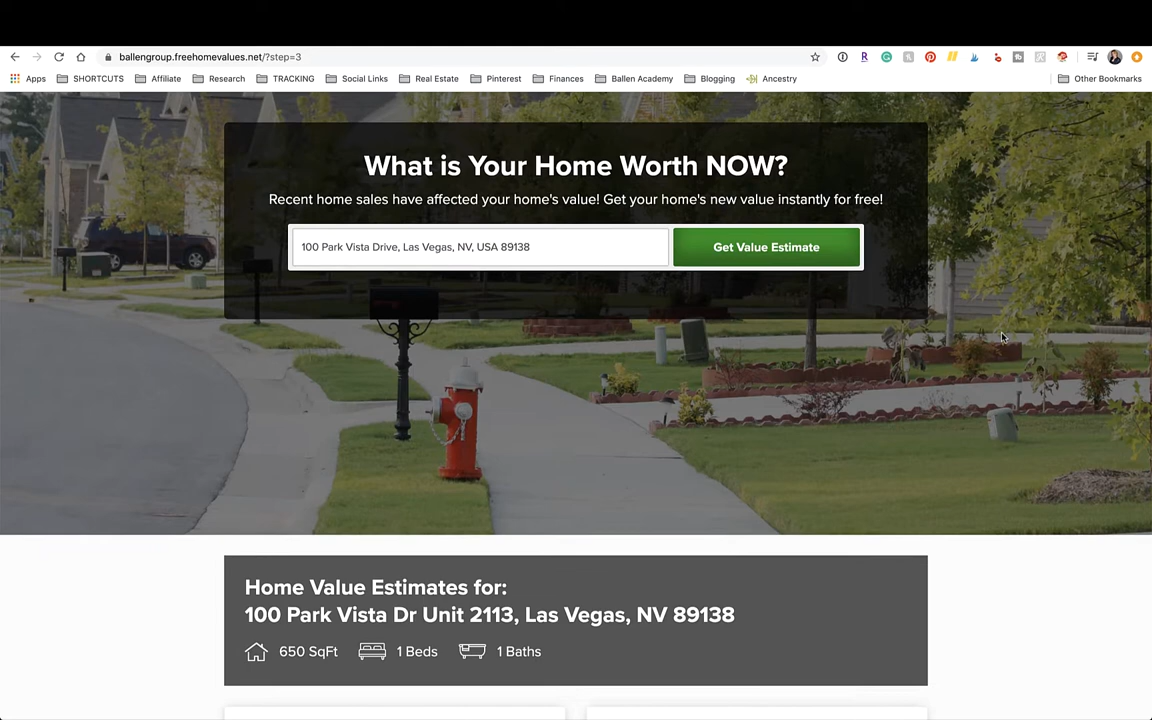 ballengroup.freehomevalues.net/?step=3
Apps SHORTCUTS Affiliate Research TRACKING Social Links Real Estate Pinterest Finances Ballen Academy Blogging Ancestry Other Bookmarks
What is Your Home Worth NOW?
Recent home sales have affected your home's value! Get your home's new value instantly for free!
100 Park Vista Drive, Las Vegas, NV, USA 89138
Get Value Estimate
Home Value Estimates for:
100 Park Vista Dr Unit 2113, Las Vegas, NV 89138
650 SqFt 1 Beds 1 Baths